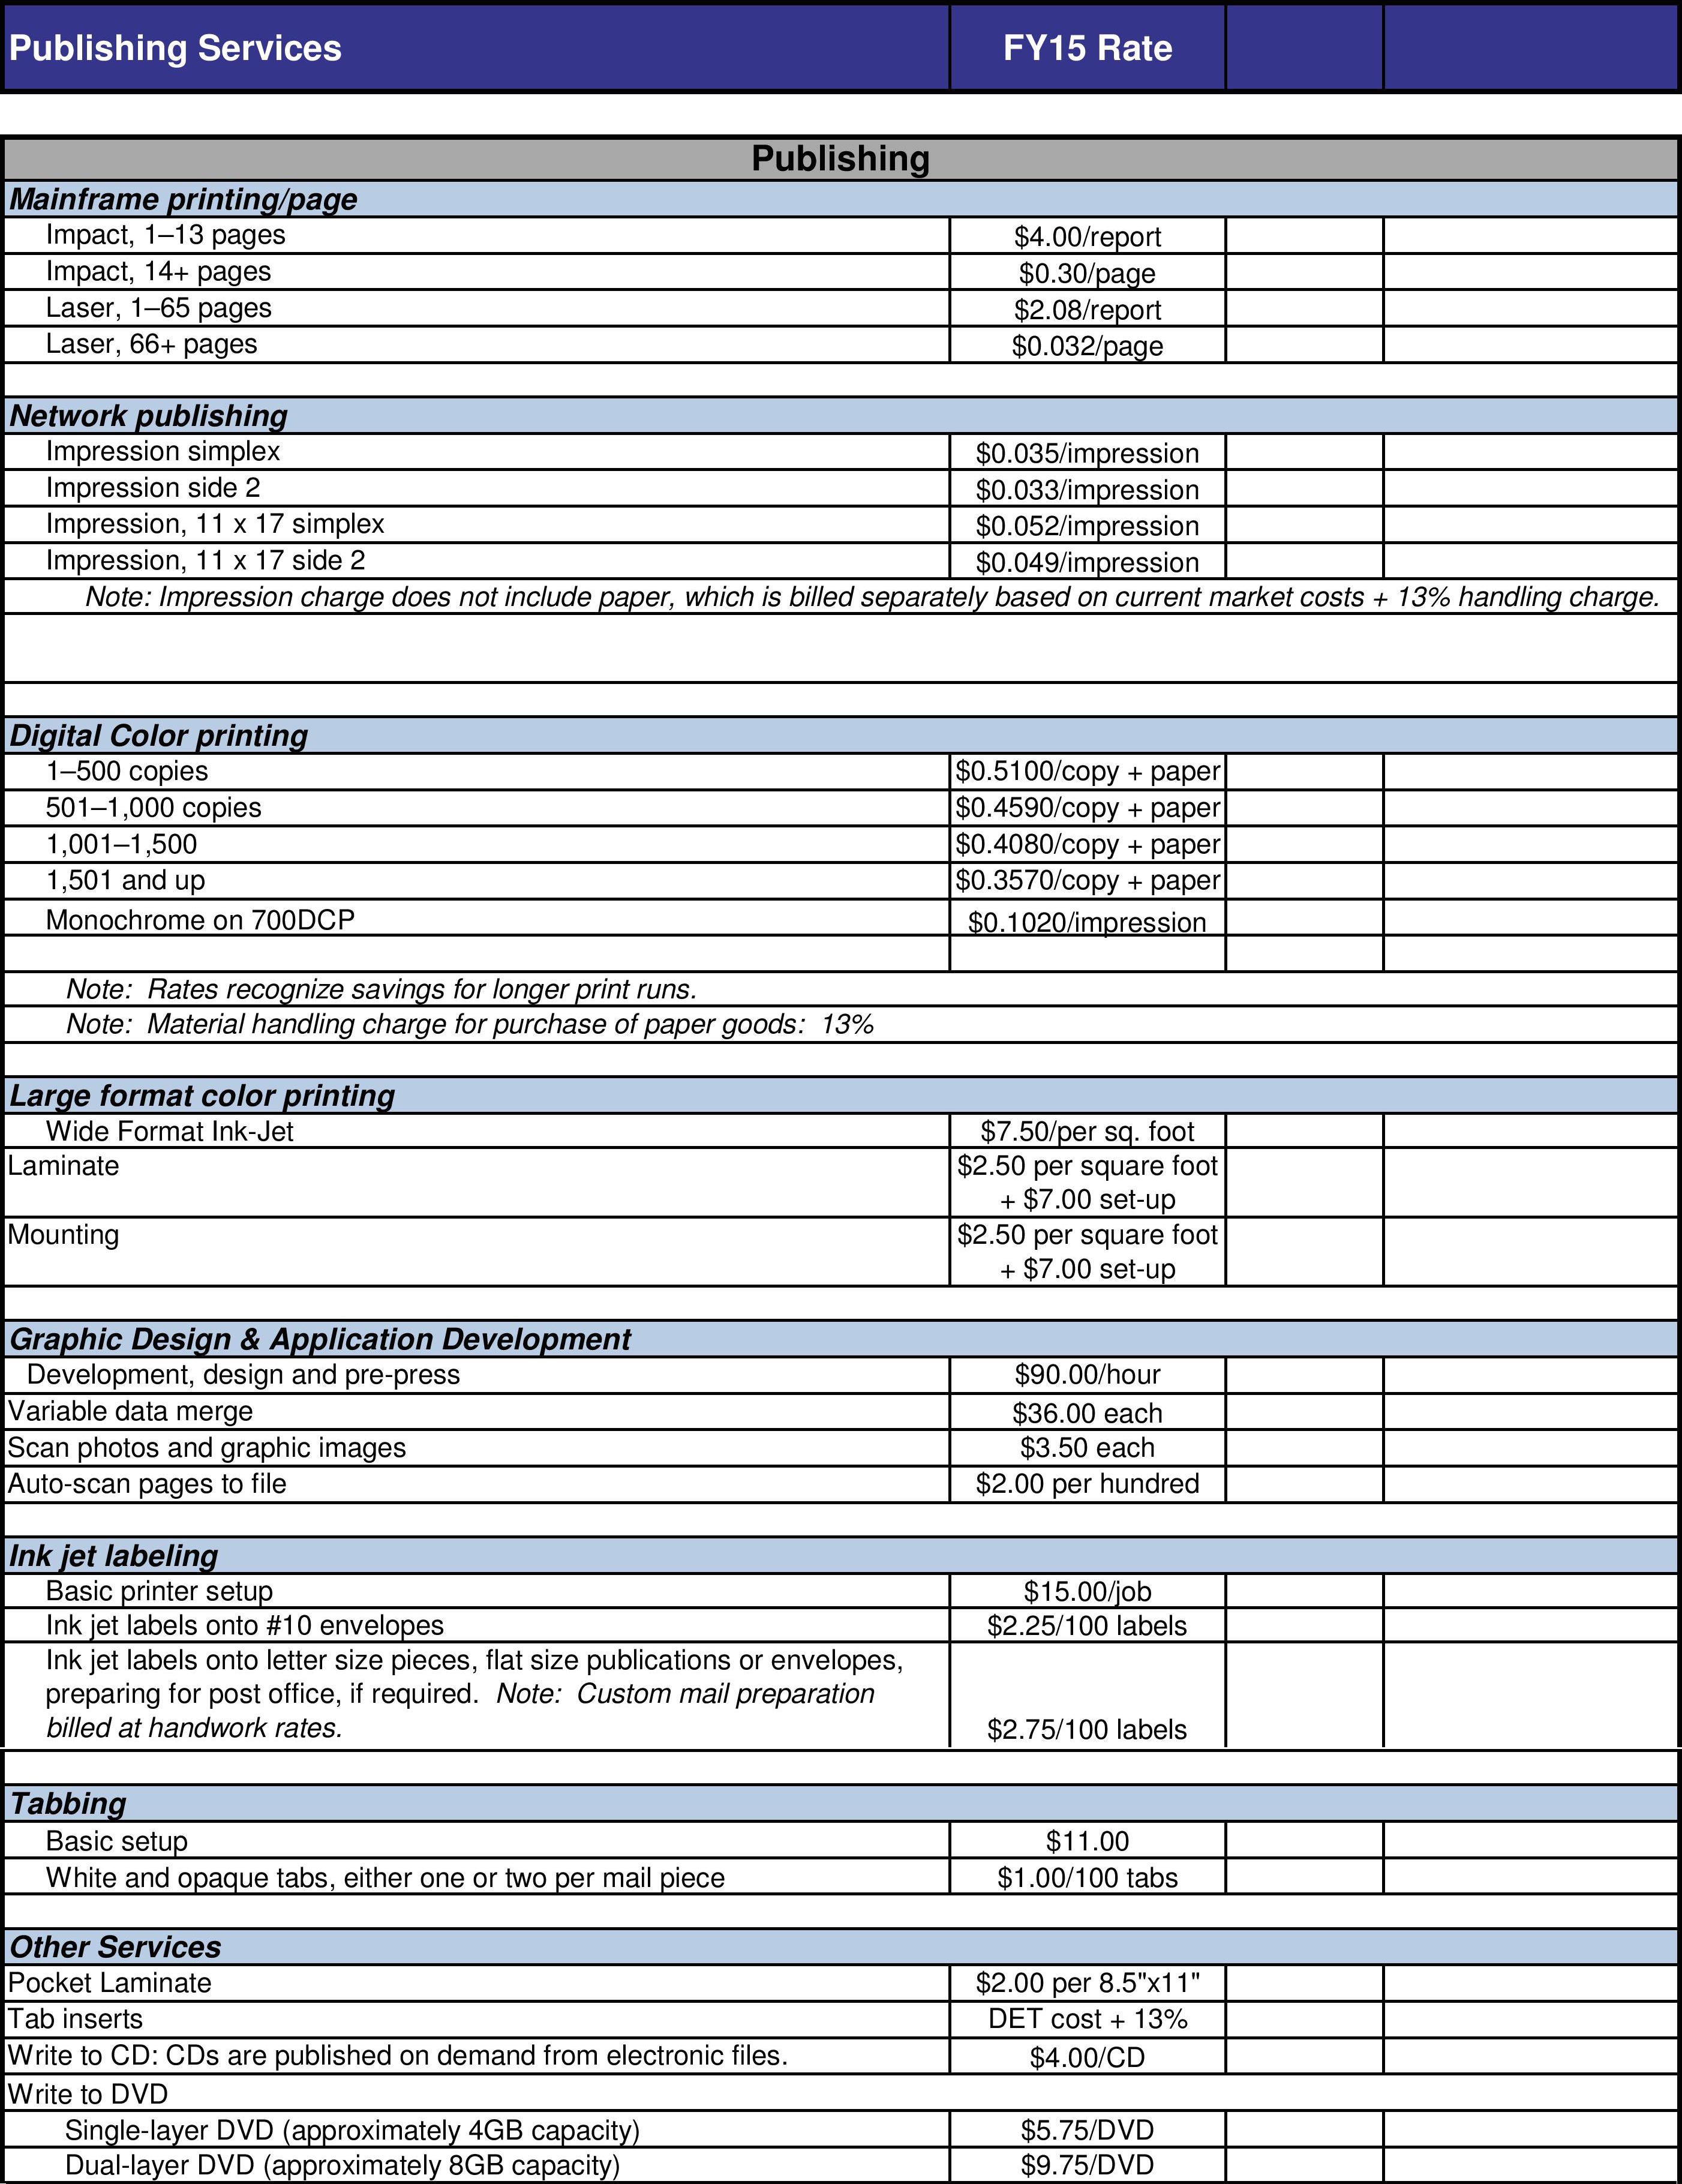 Publishing Services FY15 Rate
Publishing
Mainframe printing/page
Impact, 1–13 pages $4.00/report
Impact, 14+ pages $0.30/page
Laser, 1–65 pages $2.08/report
Laser, 66+ pages $0.032/page
Network publishing
Impression simplex $0.035/impression
Impression side 2 $0.033/impression
Impression, 11 x 17 simplex $0.052/impression
Impression, 11 x 17 side 2 $0.049/impression
Note: Impression charge does not include paper, which is billed separately based on current market costs + 13% handling charge.
Digital Color printing
1–500 copies $0.5100/copy + paper
501–1,000 copies $0.4590/copy + paper
1,001–1,500 $0.4080/copy + paper
1,501 and up $0.3570/copy + paper
Monochrome on 700DCP $0.1020/impression
Note:  Rates recognize savings for longer print runs.
Note:  Material handling charge for purchase of paper goods:  13%
Large format color printing
Wide Format Ink-Jet $7.50/per sq. foot
Laminate $2.50 per square foot
+ $7.00 set-up
Mounting $2.50 per square foot
+ $7.00 set-up
Graphic Design & Application Development
Development, design and pre-press $90.00/hour
Variable data merge $36.00 each
Scan photos and graphic images $3.50 each
Auto-scan pages to file $2.00 per hundred
Ink jet labeling
Basic printer setup $15.00/job
Ink jet labels onto #10 envelopes $2.25/100 labels
Ink jet labels onto letter size pieces, flat size publications or envelopes,
preparing for post office, if required.  Note:  Custom mail preparation
billed at handwork rates. $2.75/100 labels
Tabbing
Basic setup $11.00
White and opaque tabs, either one or two per mail piece $1.00/100 tabs
Other Services
Pocket Laminate $2.00 per 8.5"x11"
Tab inserts DET cost + 13%
Write to CD: CDs are published on demand from electronic files. $4.00/CD
Write to DVD
Single-layer DVD (approximately 4GB capacity) $5.75/DVD
Dual-layer DVD (approximately 8GB capacity) $9.75/DVD